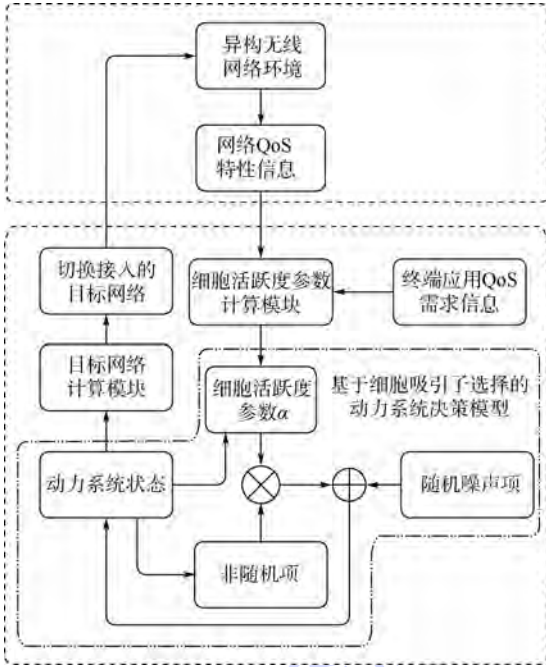 异构无线
网络环境
网络QoS
特性信息
切换接入的
目标网络
细胞活跃度参数
计算模块
终端应用QoS
需求信息
目标网络
计算模块
细胞活跃度
参数α
基于细胞吸引子选择的
动力系统决策模型
动力系统状态
随机噪声项
非随机项